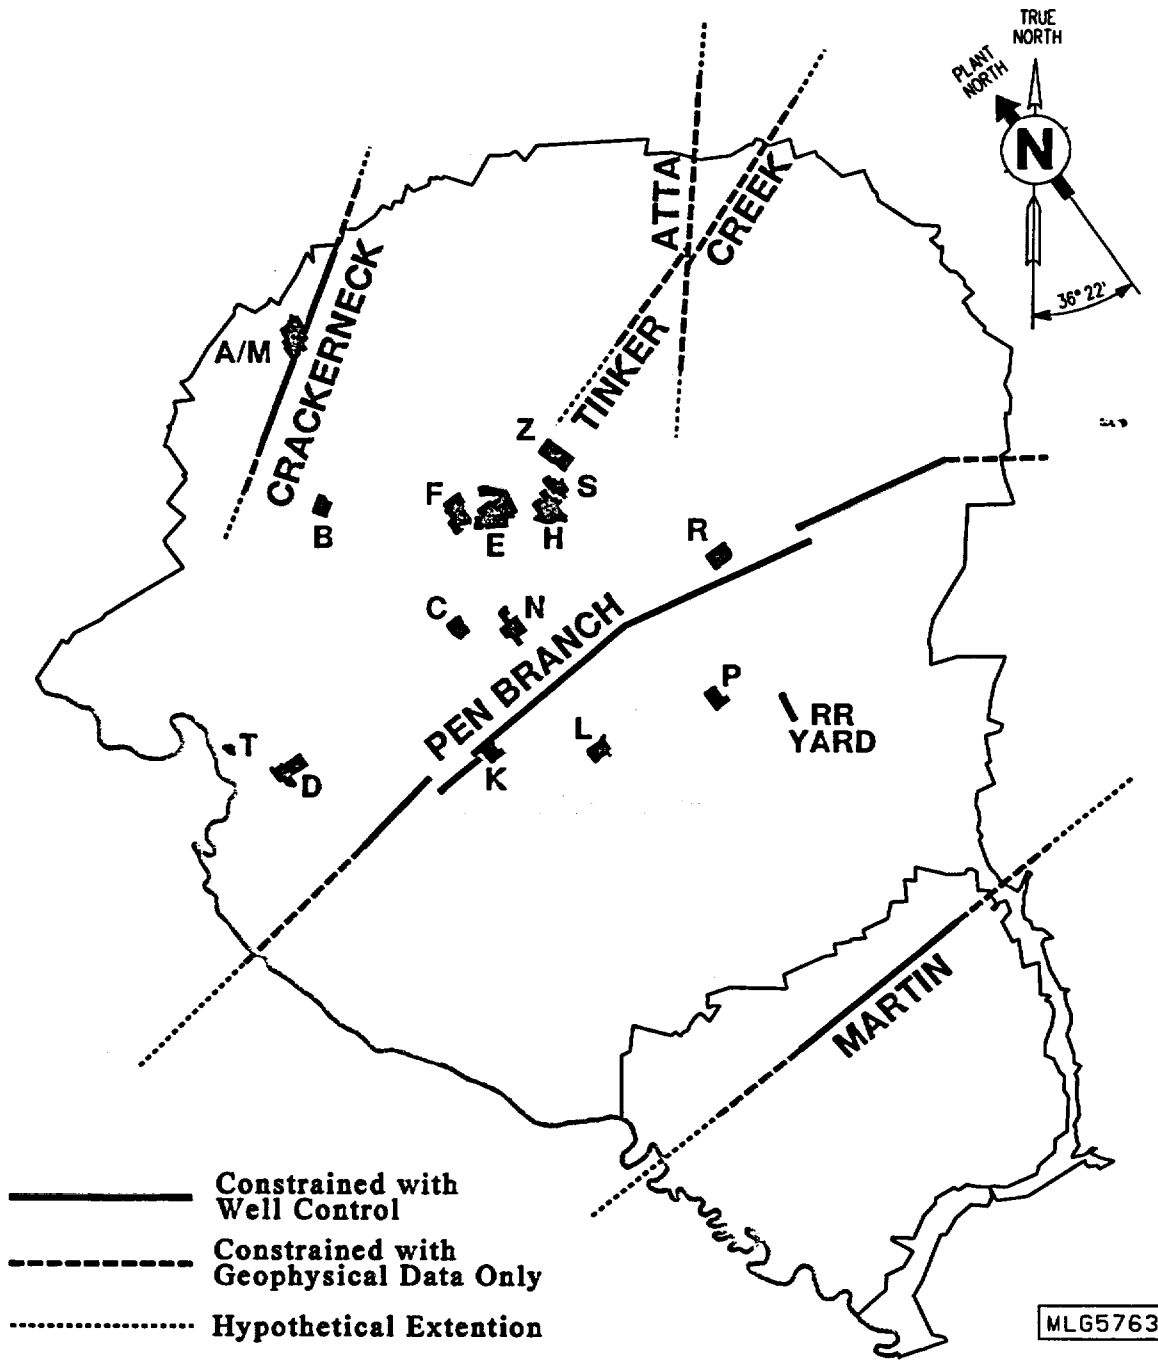 TRUE
NORTH
PLANT
NORTH
N
36° 22'
ATTA
TINKER CREEK
CRACKERNECK
A/M
Z
S
F
B
E
H
R
C
N
PEN BRANCH
P
RR
YARD
L
T
D
K
MARTIN
Constrained with
Well Control
Constrained with
Geophysical Data Only
Hypothetical Extention
MLG5763